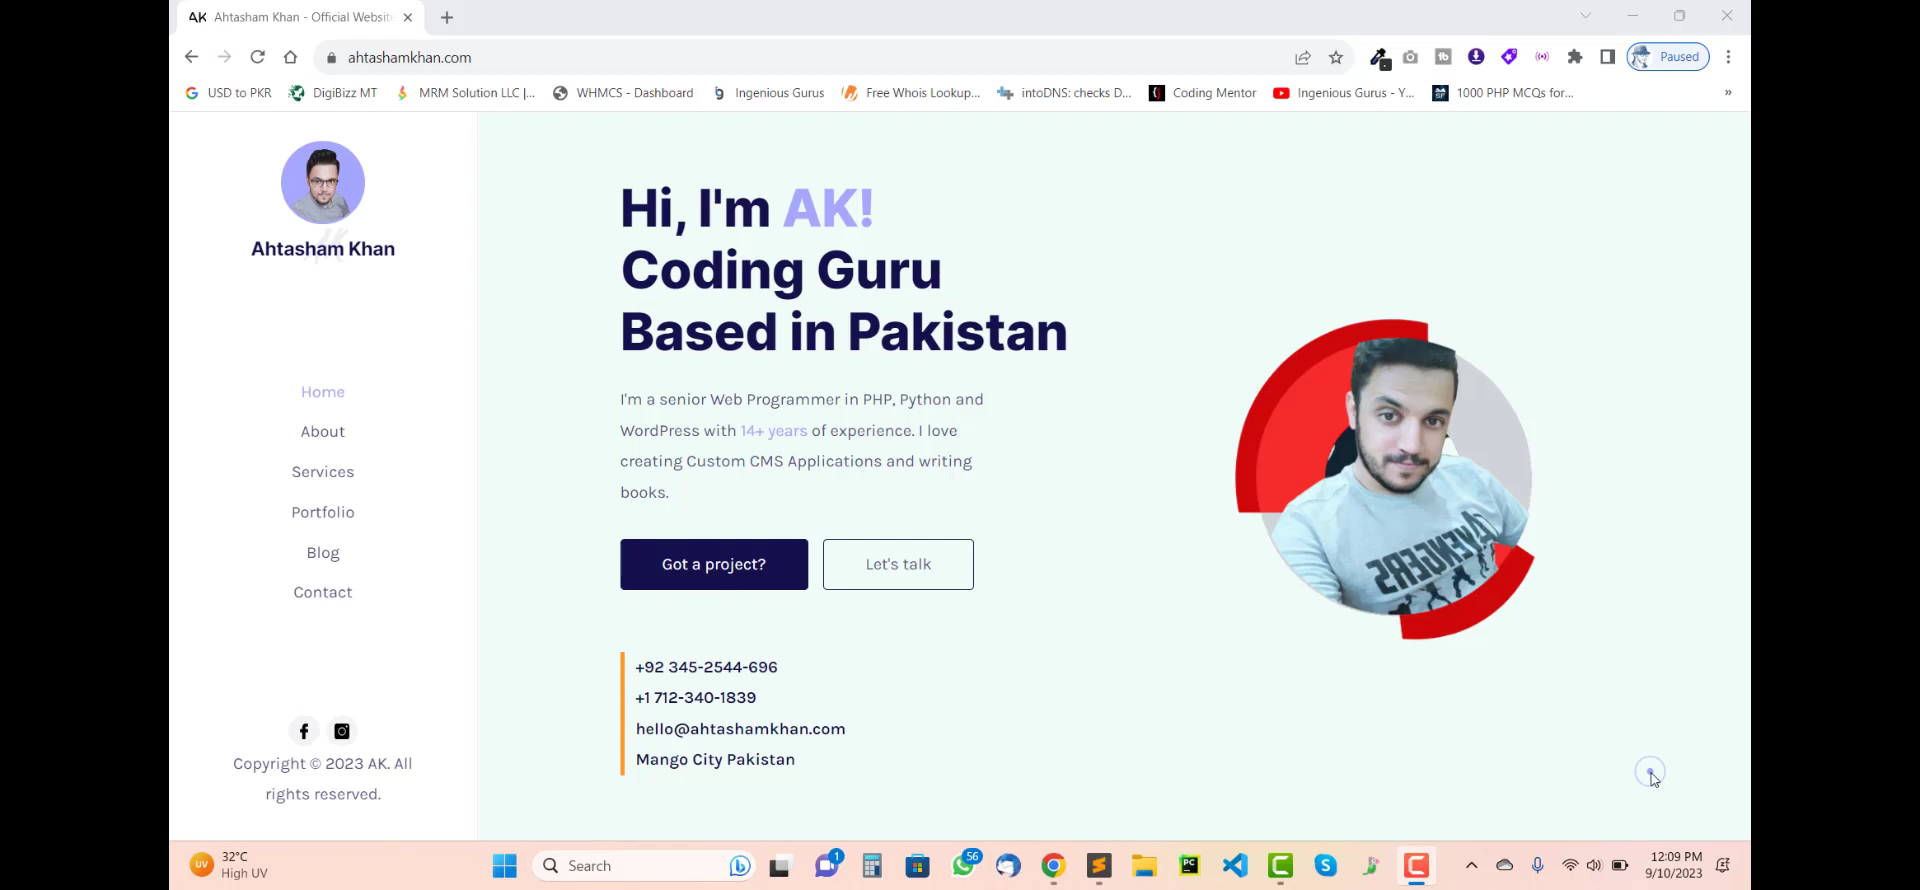 AK Ahtasham Khan - Official Website
ahtashamkhan.com
Paused
USD to PKR
DigiBizz MT
MRM Solution LLC |...
WHMCS - Dashboard
Ingenious Gurus
Free Whois Lookup...
intoDNS: checks D...
Coding Mentor
Ingenious Gurus - Y...
1000 PHP MCQs for...
Ahtasham Khan
Home
About
Services
Portfolio
Blog
Contact
Copyright © 2023 AK. All
rights reserved.
Hi, I'm AK!
Coding Guru
Based in Pakistan
I'm a senior Web Programmer in PHP, Python and
WordPress with 14+ years of experience. I love
creating Custom CMS Applications and writing
books.
Got a project?
Let's talk
+92 345-2544-696
+1 712-340-1839
hello@ahtashamkhan.com
Mango City Pakistan
UV
32°C
High UV
Search
1
56
PC
12:09 PM
9/10/2023